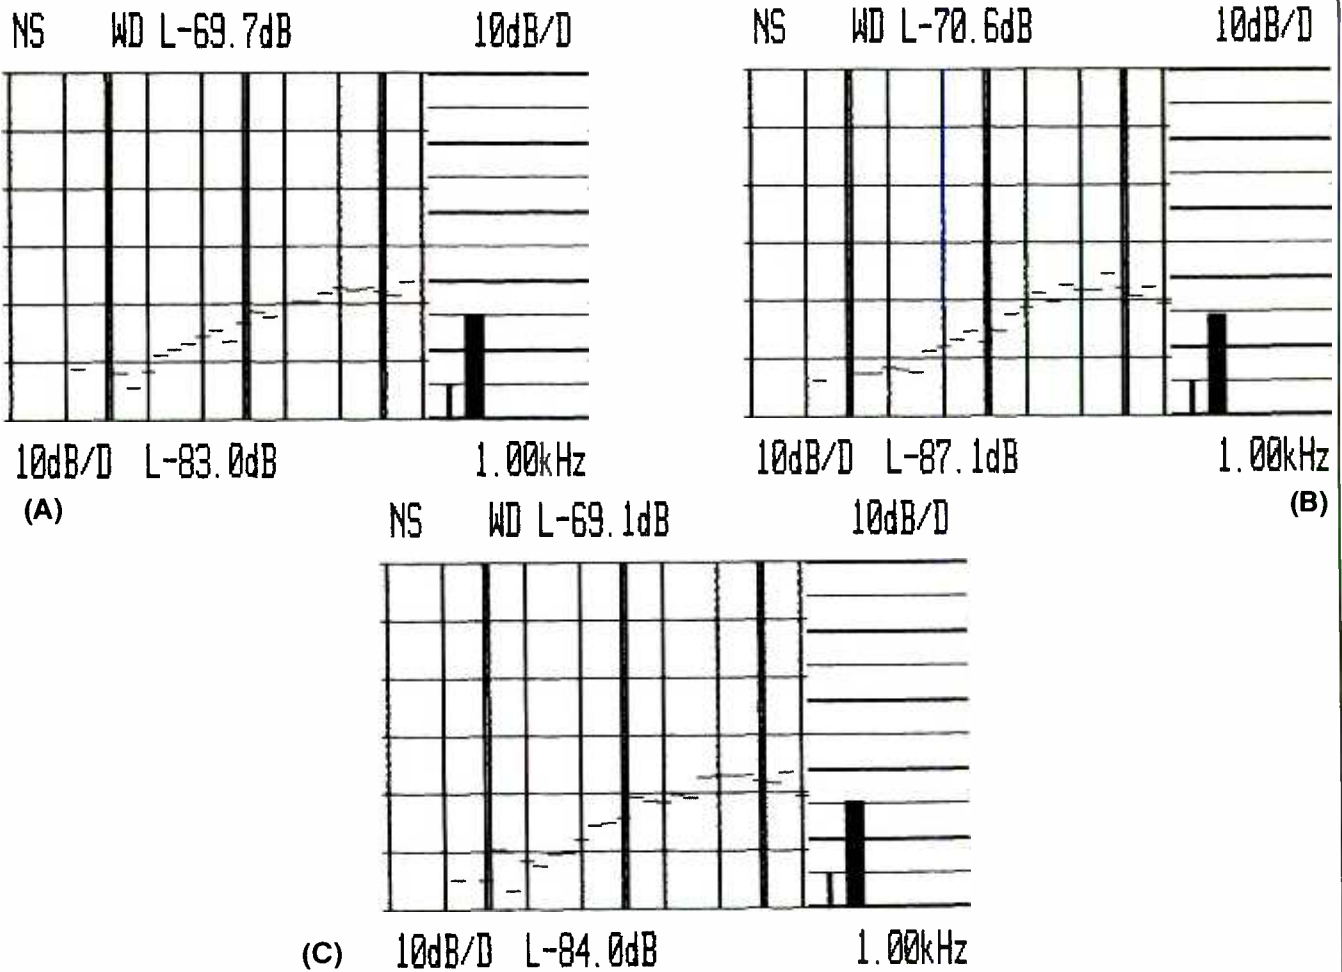 NS WD L-69.7dB 10dB/D
10dB/D L-83.0dB 1.00kHz
(A)
NS WD L-70.6dB 10dB/D
10dB/D L-87.1dB 1.00kHz
(B)
NS WD L-69.1dB 10dB/D
(C) 10dB/D L-84.0dB 1.00kHz